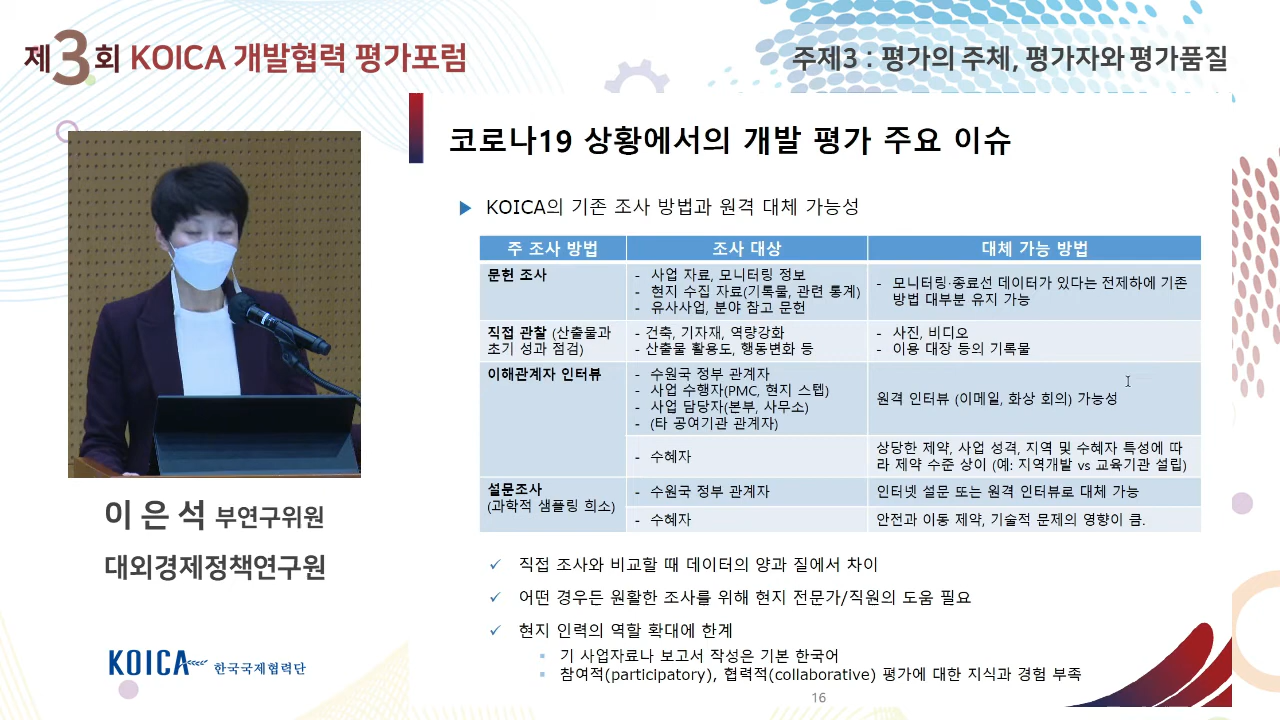 제3회 KOICA 개발협력 평가포럼
주제3 : 평가의 주체, 평가자와 평가품질
코로나19 상황에서의 개발 평가 주요 이슈
KOICA의 기존 조사 방법과 원격 대체 가능성
주 조사 방법
조사 대상
대체 가능 방법
문헌 조사
- 사업 자료, 모니터링 정보
- 현지 수집 자료(기록물, 관련 통계)
- 유사사업, 분야 참고 문헌
- 모니터링·종료선 데이터가 있다는 전제하에 기존
방법 대부분 유지 가능
직접 관찰 (산출물과
초기 성과 점검)
- 건축, 기자재, 역량강화
- 산출물 활용도, 행동변화 등
- 사진, 비디오
- 이용 대장 등의 기록물
이해관계자 인터뷰
- 수원국 정부 관계자
- 사업 수행자(PMC, 현지 스텝)
- 사업 담당자(본부, 사무소)
- (타 공여기관 관계자)
원격 인터뷰 (이메일, 화상 회의) 가능성
- 수혜자
상당한 제약, 사업 성격, 지역 및 수혜자 특성에 따
라 제약 수준 상이 (예: 지역개발 vs 교육기관 설립)
설문조사
(과학적 샘플링 희소)
- 수원국 정부 관계자
인터넷 설문 또는 원격 인터뷰로 대체 가능
- 수혜자
안전과 이동 제약, 기술적 문제의 영향이 큼.
✓ 직접 조사와 비교할 때 데이터의 양과 질에서 차이
✓ 어떤 경우든 원활한 조사를 위해 현지 전문가/직원의 도움 필요
✓ 현지 인력의 역할 확대에 한계
▪ 기 사업자료나 보고서 작성은 기본 한국어
▪ 참여적(participatory), 협력적(collaborative) 평가에 대한 지식과 경험 부족
16
이 은 석 부연구위원
대외경제정책연구원
KOICA 한국국제협력단